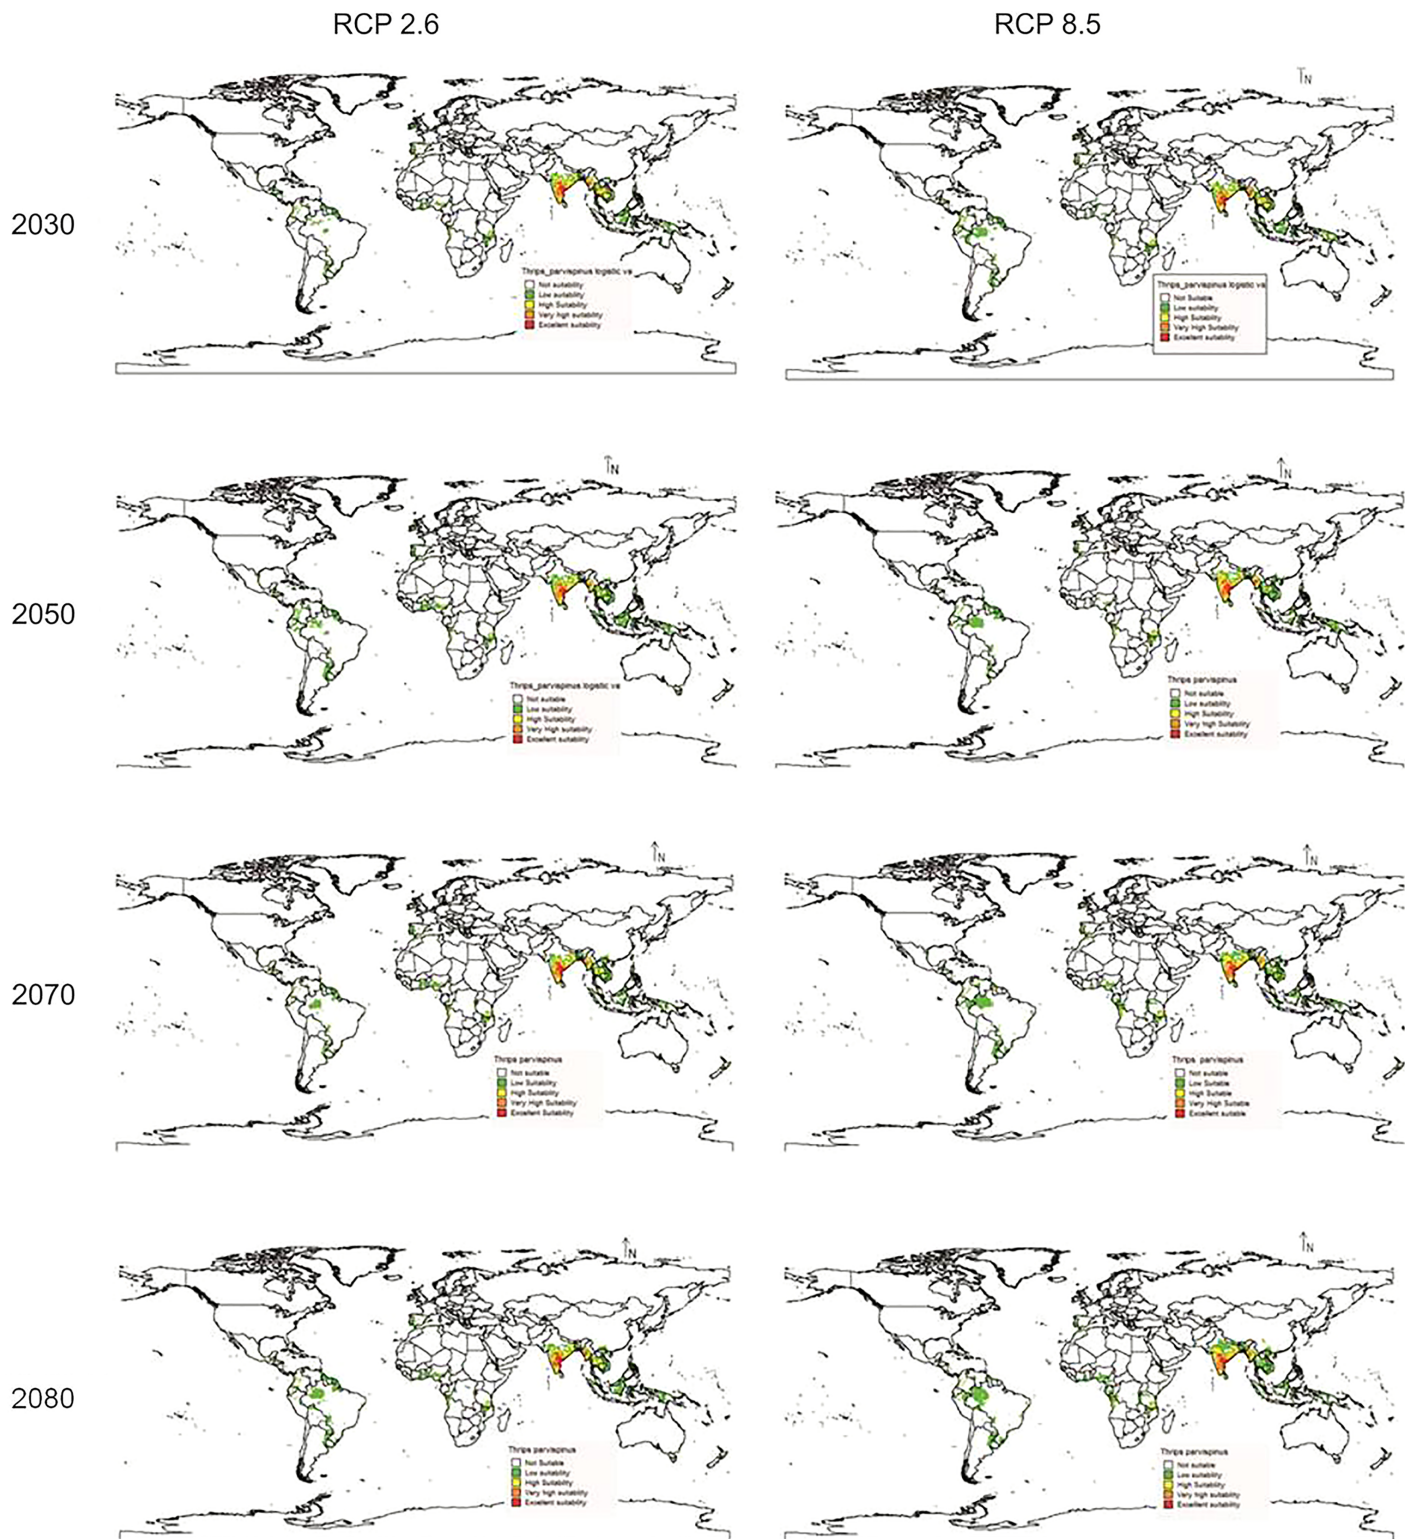 RCP 2.6
RCP 8.5
N
2030
Thrips_parvispinus logistic va
Not suitability
Low suitability
High Suitability
Very high suitability
Excellent suitability
Thrips_parvispinus logistic va
Not Suitable
Low suitability
High Suitability
Very High Suitability
Excellent suitability
N
N
2050
Thrips_parvispinus logistic va
Not suitable
Low suitability
High Suitability
Very High suitability
Excellent suitability
Thrips parvispinus
Not suitable
Low suitability
High Suitability
Very high Suitability
Excellent suitability
N
N
2070
Thrips parvispinus
Not suitable
Low Suitability
High Suitability
Very High Suitability
Excellent Suitability
Thrips parvispinus
Not suitable
Low Suitable
High Suitable
Very High Suitable
Excellent suitable
N
N
2080
Thrips parvispinus
Not Suitable
Low suitability
High Suitability
Very high suitability
Excellent suitability
Thrips parvispinus
Not suitable
Low suitability
High Suitability
Very high suitability
Excellent suitability